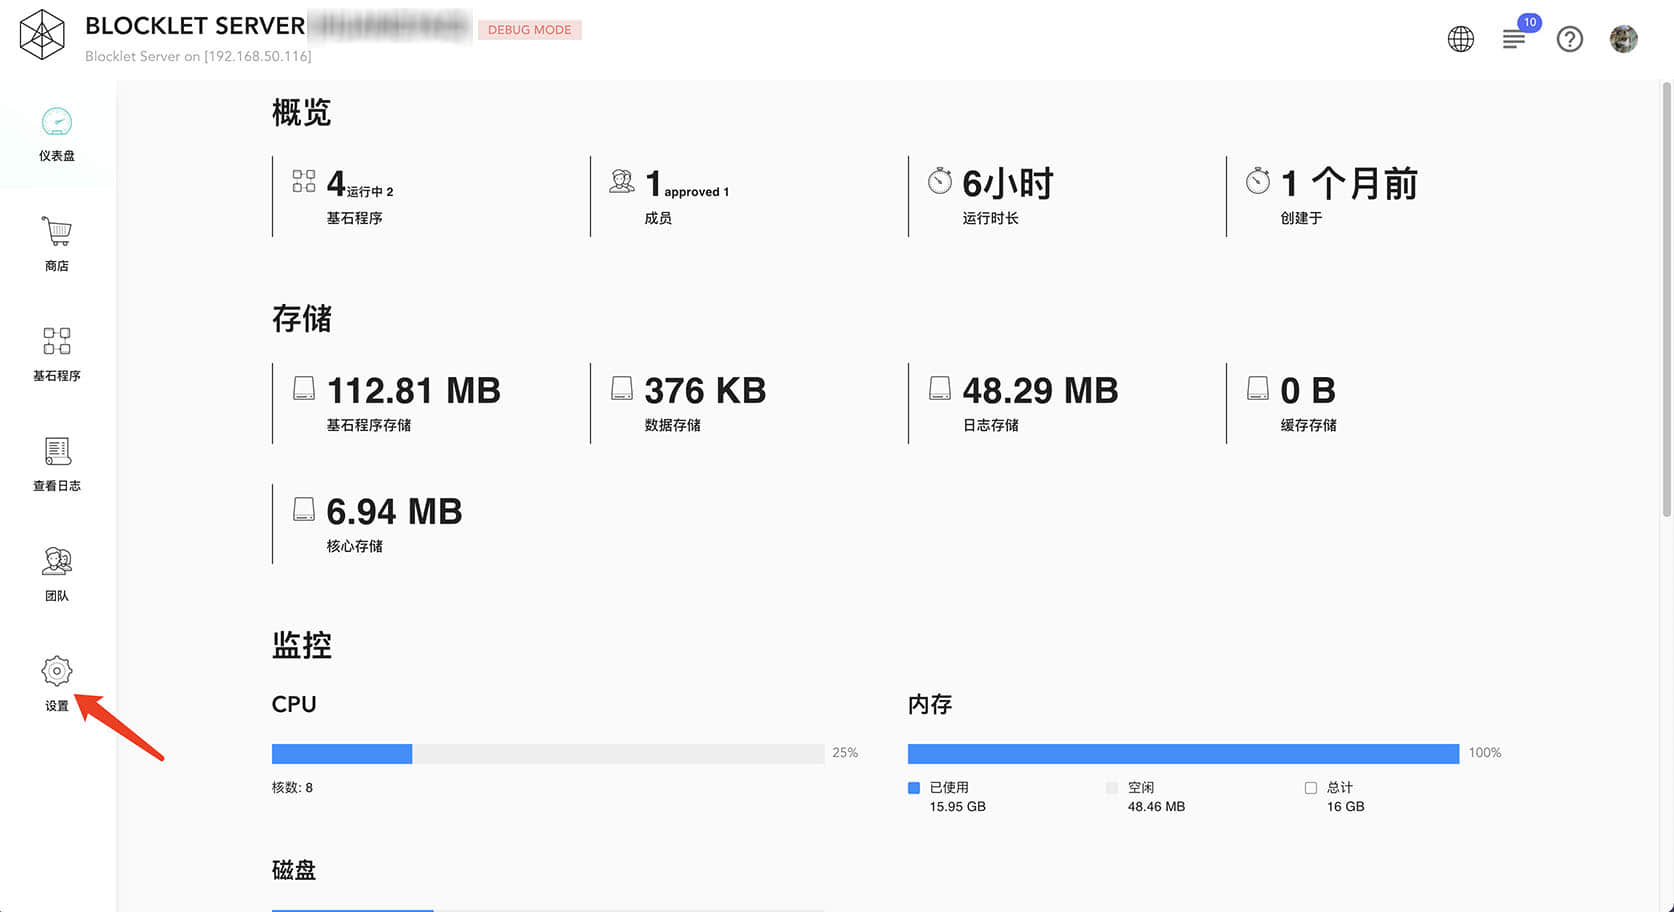 BLOCKLET SERVER
DEBUG MODE
Blocklet Server on [192.168.50.116]
10
仪表盘
商店
基石程序
查看日志
团队
设置
概览
4 运行中 2
基石程序
1 approved 1
成员
6小时
运行时长
1 个月前
创建于
存储
112.81 MB
基石程序存储
376 KB
数据存储
48.29 MB
日志存储
0 B
缓存存储
6.94 MB
核心存储
监控
CPU
25%
核数: 8
内存
100%
已使用
15.95 GB
空闲
48.46 MB
总计
16 GB
磁盘